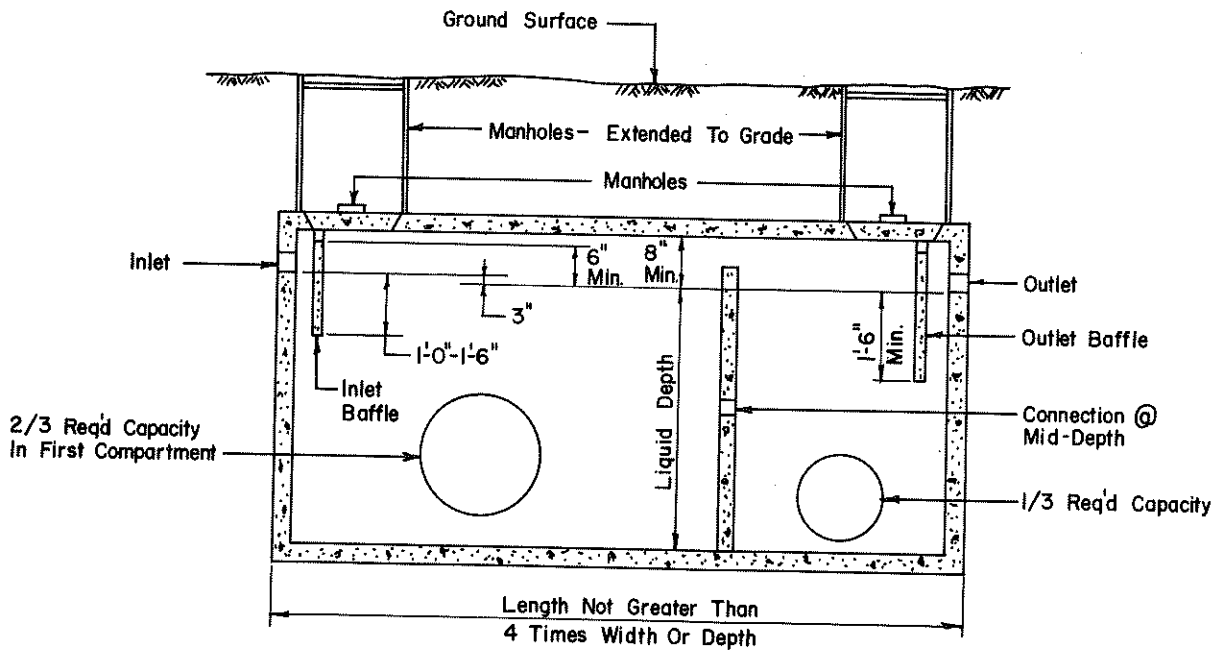 Ground Surface
Manholes- Extended To Grade
Manholes
Inlet
6"
Min.
8"
Min.
3"
1'-0"-1'-6"
Inlet
Baffle
Outlet
1'-6"
Min.
Outlet Baffle
Liquid Depth
Connection @
Mid-Depth
2/3 Req'd Capacity
In First Compartment
1/3 Req'd Capacity
Length Not Greater Than
4 Times Width Or Depth